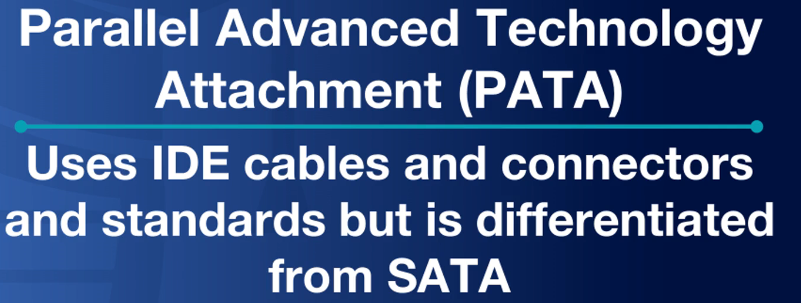 Parallel Advanced Technology
Attachment (PATA)
Uses IDE cables and connectors
and standards but is differentiated
from SATA